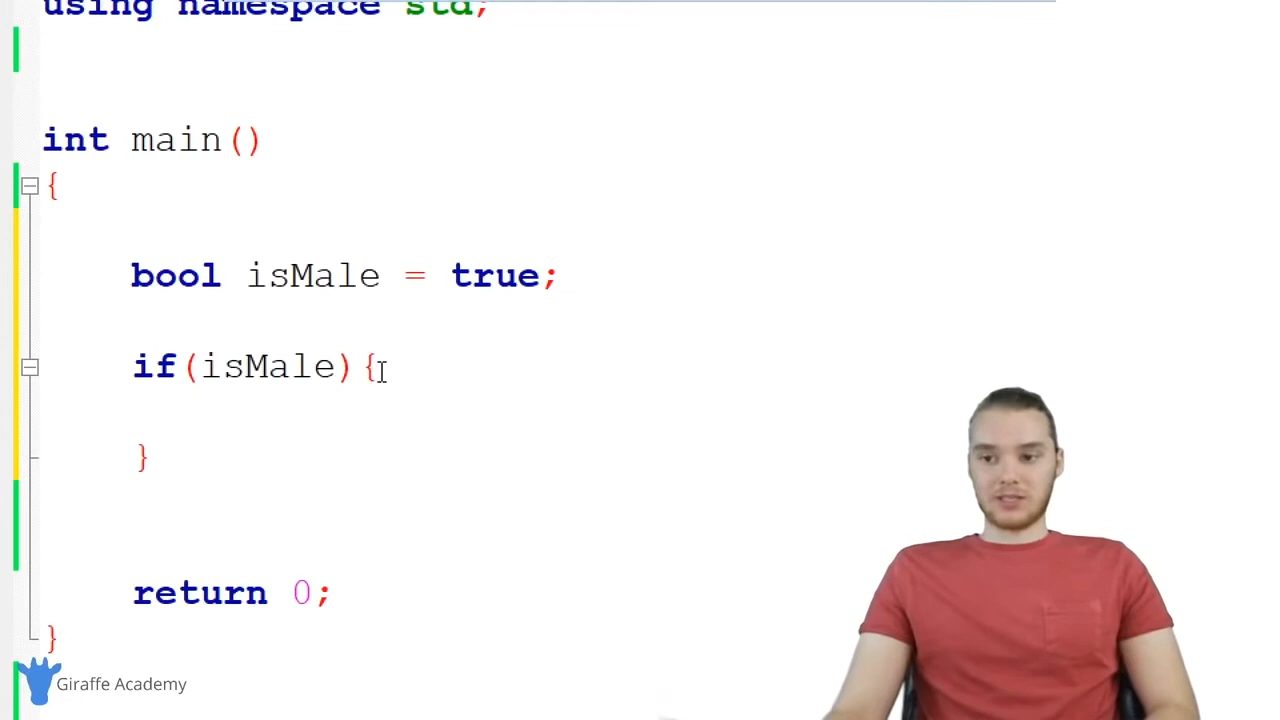 using namespace std;
int main()
{
bool isMale = true;
if(isMale){
}
return 0;
}
Giraffe Academy